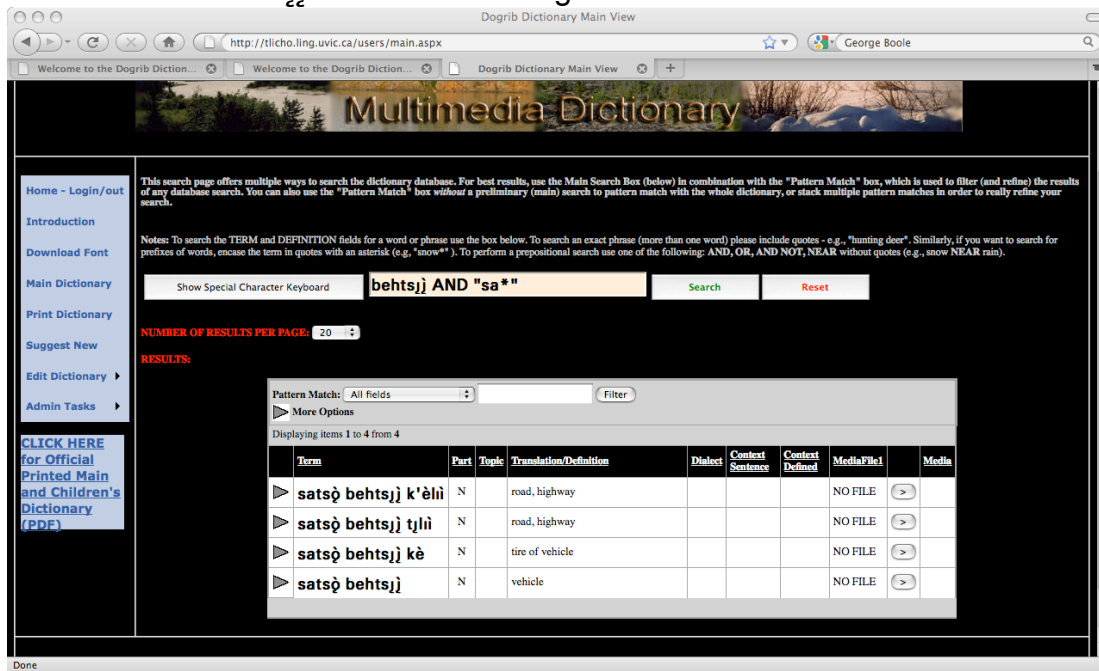 Dogrib Dictionary Main View
http://tlicho.ling.uvic.ca/users/main.aspx
George Boole
Welcome to the Dogrib Diction...
Welcome to the Dogrib Diction...
Dogrib Dictionary Main View
Multimedia Dictionary
Home - Login/out
Introduction
Download Font
Main Dictionary
Print Dictionary
Suggest New
Edit Dictionary
Admin Tasks
CLICK HERE
for Official
Printed Main
and Children's
Dictionary
(PDF)
This search page offers multiple ways to search the dictionary database. For best results, use the Main Search Box (below) in combination with the "Pattern Match" box, which is used to filter (and refine) the results
of any database search. You can also use the "Pattern Match" box without a preliminary (main) search to pattern match with the whole dictionary, or stack multiple pattern matches in order to really refine your
search.
Notes: To search the TERM and DEFINITION fields for a word or phrase use the box below. To search an exact phrase (more than one word) please include quotes - e.g., "hunting deer". Similarly, if you want to search for
prefixes of words, encase the term in quotes with an asterisk (e.g, "snow*" ). To perform a prepositional search use one of the following: AND, OR, AND NOT, NEAR without quotes (e.g., snow NEAR rain).
Show Special Character Keyboard behtsı̨ı̨̀ AND "sa*" Search Reset
NUMBER OF RESULTS PER PAGE: 20
RESULTS:
Pattern Match: All fields Filter
More Options
Displaying items 1 to 4 from 4
Term Part Topic Translation/Definition Dialect Context Sentence Context Defined MediaFile1 Media
satsǫ̀ behtsı̨ı̨̀ k'èlıì N road, highway NO FILE >
satsǫ̀ behtsı̨ı̨̀ tı̨lıì N road, highway NO FILE >
satsǫ̀ behtsı̨ı̨̀ kè N tire of vehicle NO FILE >
satsǫ̀ behtsı̨ı̨̀ N vehicle NO FILE >
Done